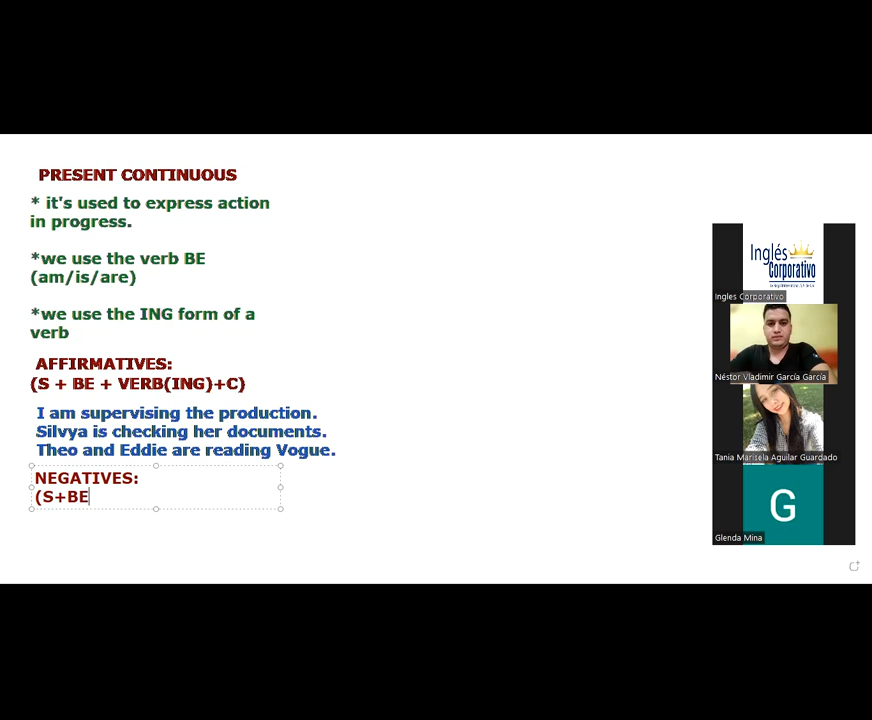 PRESENT CONTINUOUS
* it's used to express action
in progress.
*we use the verb BE
(am/is/are)
*we use the ING form of a
verb
AFFIRMATIVES:
(S + BE + VERB(ING)+C)
I am supervising the production.
Silvya is checking her documents.
Theo and Eddie are reading Vogue.
NEGATIVES:
(S+BE
Inglés
Corporativo
Ingles Corporativo
Néstor Vladimir García García
Tania Marisela Aguilar Guardado
G
Glenda Mina